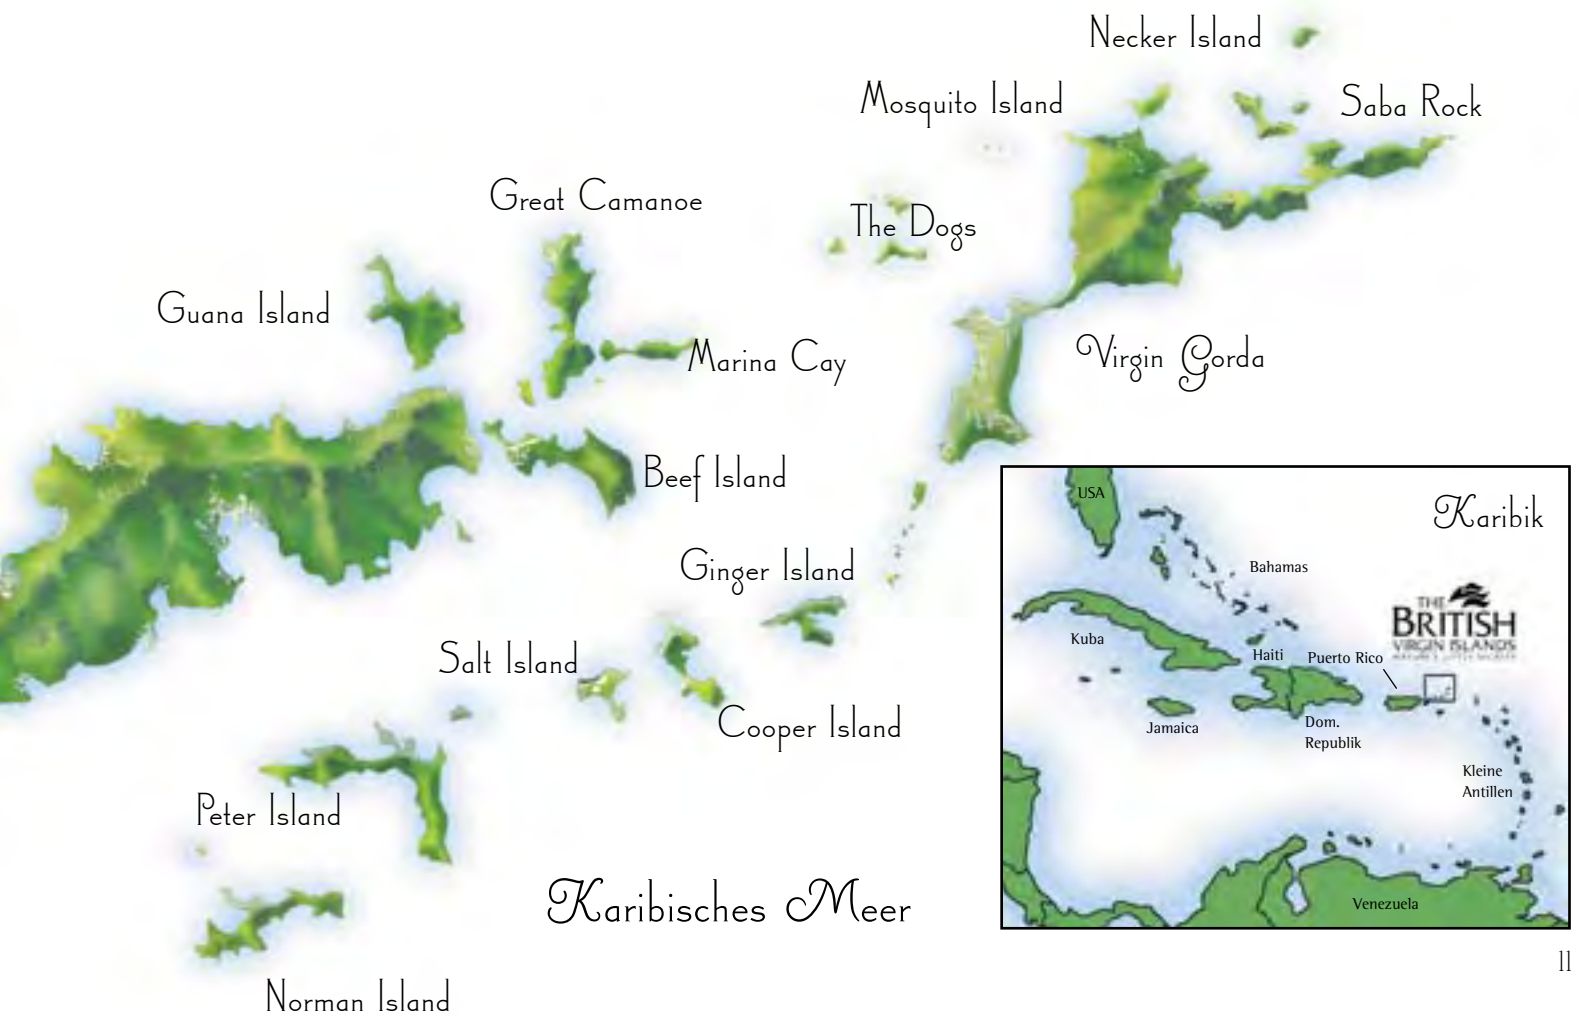 Necker Island
Mosquito Island
Saba Rock
Great Camanoe
The Dogs
Guana Island
Marina Cay
Virgin Gorda
Beef Island
Ginger Island
Salt Island
Cooper Island
Peter Island
Karibisches Meer
Norman Island
Karibik
USA
Bahamas
THE
BRITISH
VIRGIN ISLANDS
Kuba
Haiti
Puerto Rico
Jamaica
Dom.
Republik
Kleine
Antillen
Venezuela
11